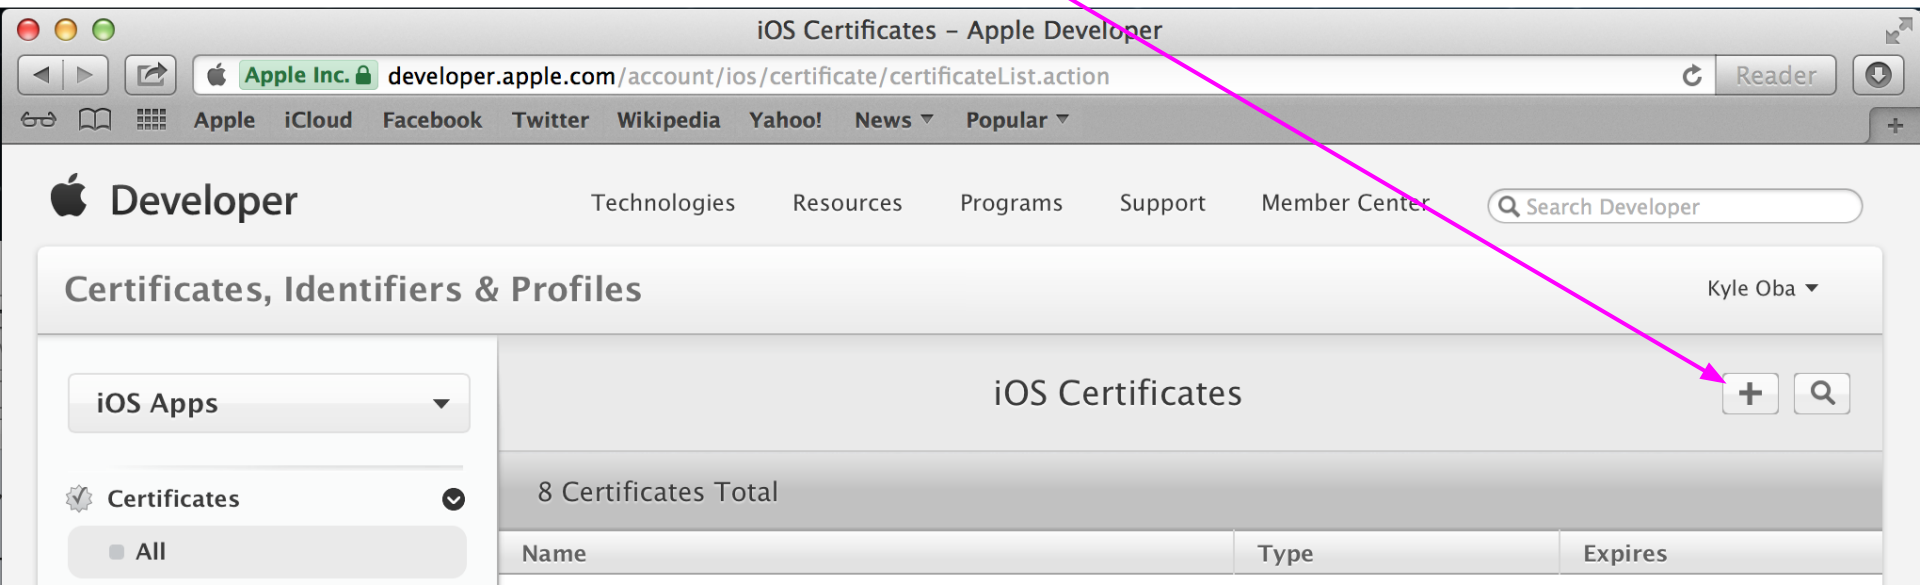 iOS Certificates – Apple Developer
Apple Inc. developer.apple.com/account/ios/certificate/certificateList.action Reader
Apple iCloud Facebook Twitter Wikipedia Yahoo! News Popular
Developer Technologies Resources Programs Support Member Center Search Developer
Certificates, Identifiers & Profiles Kyle Oba
iOS Apps iOS Certificates
Certificates 8 Certificates Total
All Name Type Expires